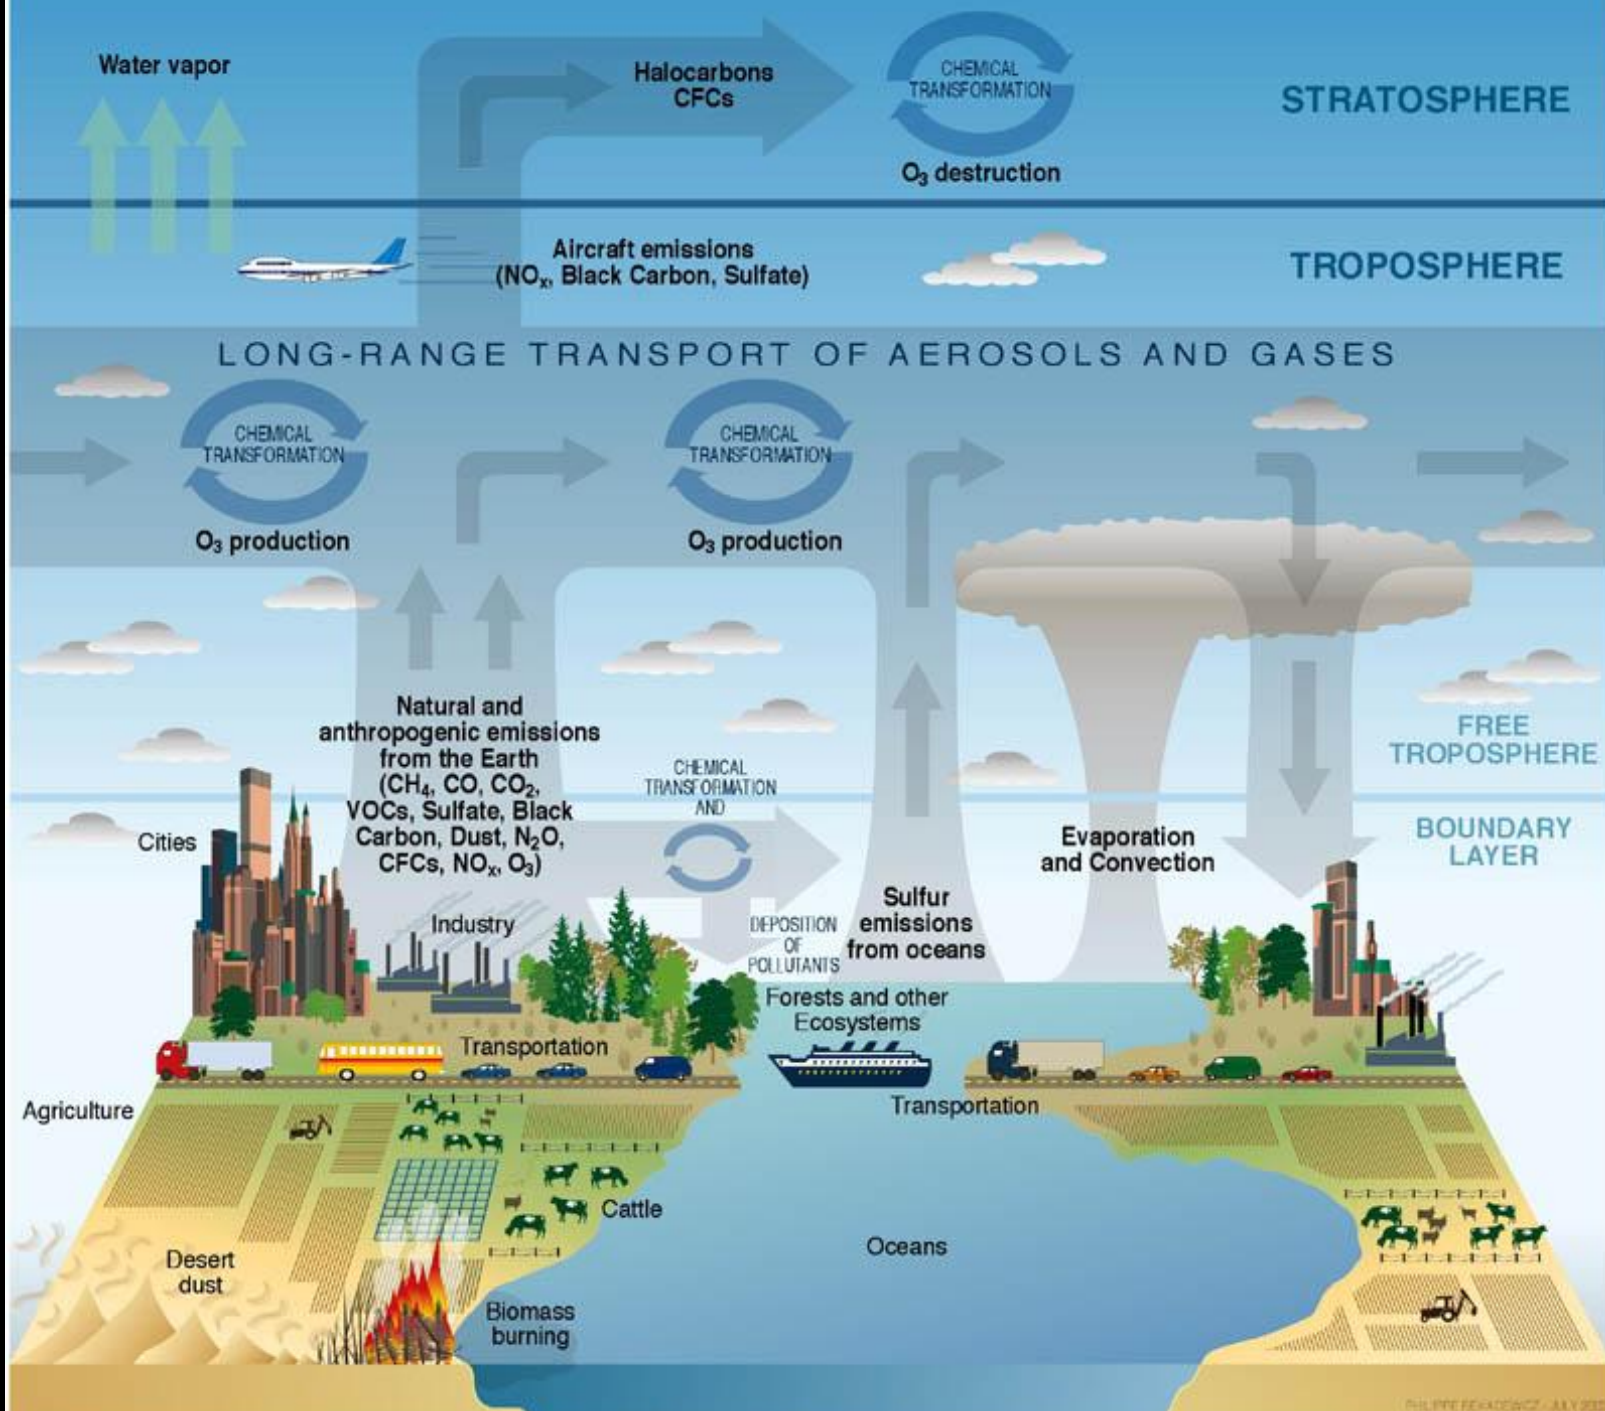 Water vapor
Halocarbons
CFCs
CHEMICAL
TRANSFORMATION
O₃ destruction
STRATOSPHERE
Aircraft emissions
(NOₓ, Black Carbon, Sulfate)
TROPOSPHERE
LONG-RANGE TRANSPORT OF AEROSOLS AND GASES
CHEMICAL
TRANSFORMATION
O₃ production
CHEMICAL
TRANSFORMATION
O₃ production
Natural and
anthropogenic emissions
from the Earth
(CH₄, CO, CO₂,
VOCs, Sulfate, Black
Carbon, Dust, N₂O,
CFCs, NOₓ, O₃)
CHEMICAL
TRANSFORMATION
AND
DEPOSITION
OF
POLLUTANTS
FREE
TROPOSPHERE
BOUNDARY
LAYER
Cities
Industry
Evaporation
and Convection
Sulfur
emissions
from oceans
Forests and other
Ecosystems
Transportation
Transportation
Agriculture
Cattle
Oceans
Desert
dust
Biomass
burning